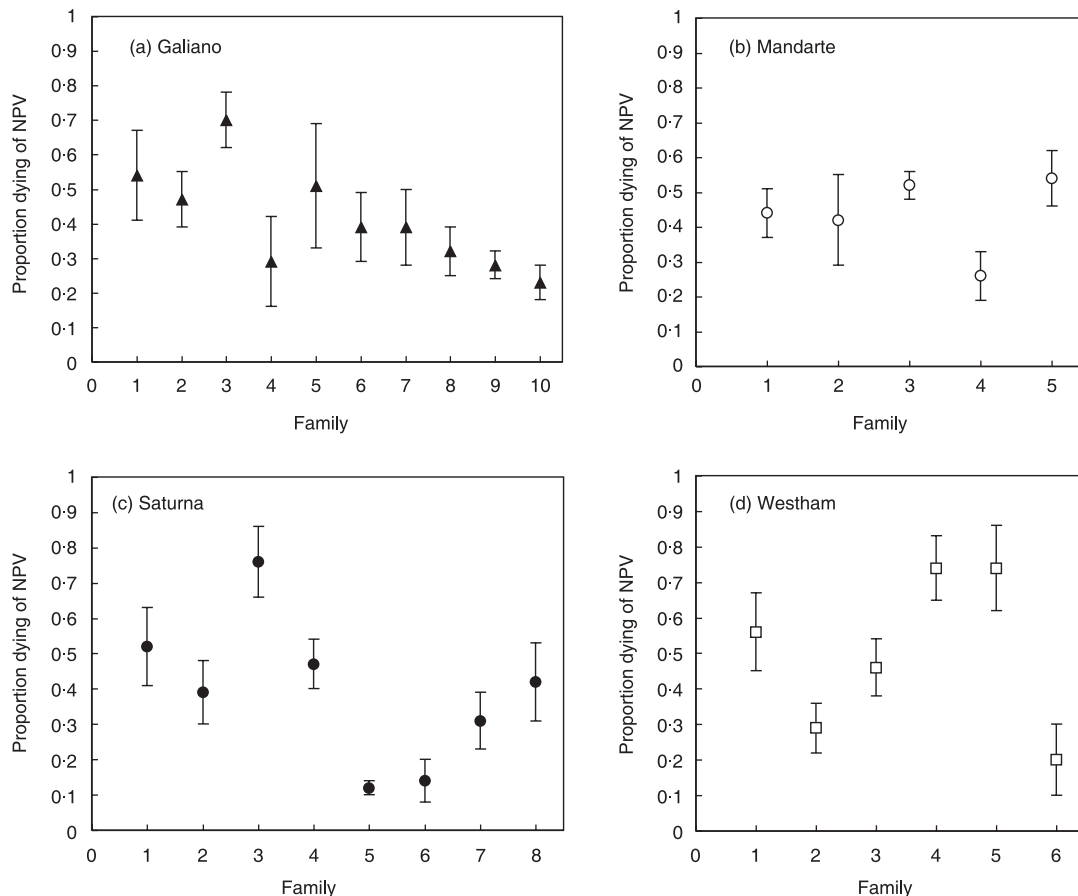 1
0·9
0·8
0·7
0·6
0·5
0·4
0·3
0·2
0·1
0
Proportion dying of NPV
(a) Galiano
0 1 2 3 4 5 6 7 8 9 10
Family
1
0·9
0·8
0·7
0·6
0·5
0·4
0·3
0·2
0·1
0
Proportion dying of NPV
(b) Mandarte
0 1 2 3 4 5
Family
1
0·9
0·8
0·7
0·6
0·5
0·4
0·3
0·2
0·1
0
Proportion dying of NPV
(c) Saturna
0 1 2 3 4 5 6 7 8
Family
1
0·9
0·8
0·7
0·6
0·5
0·4
0·3
0·2
0·1
0
Proportion dying of NPV
(d) Westham
0 1 2 3 4 5 6
Family